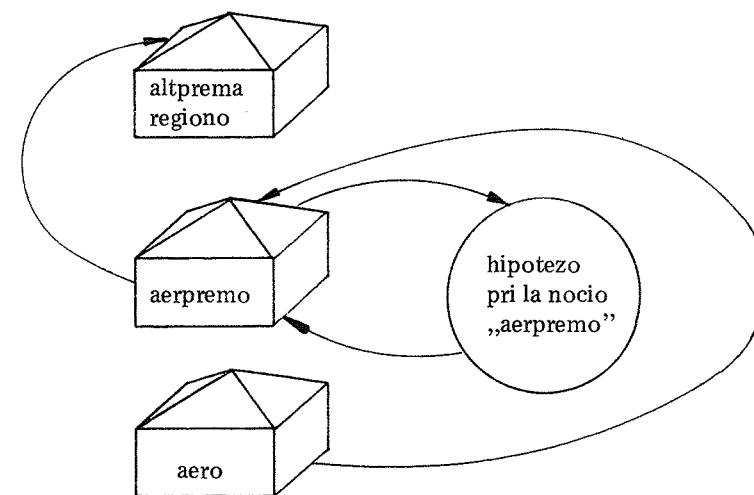 altprema
regiono
aerpremo
hipotezo
pri la nocio
„aerpremo”
aero